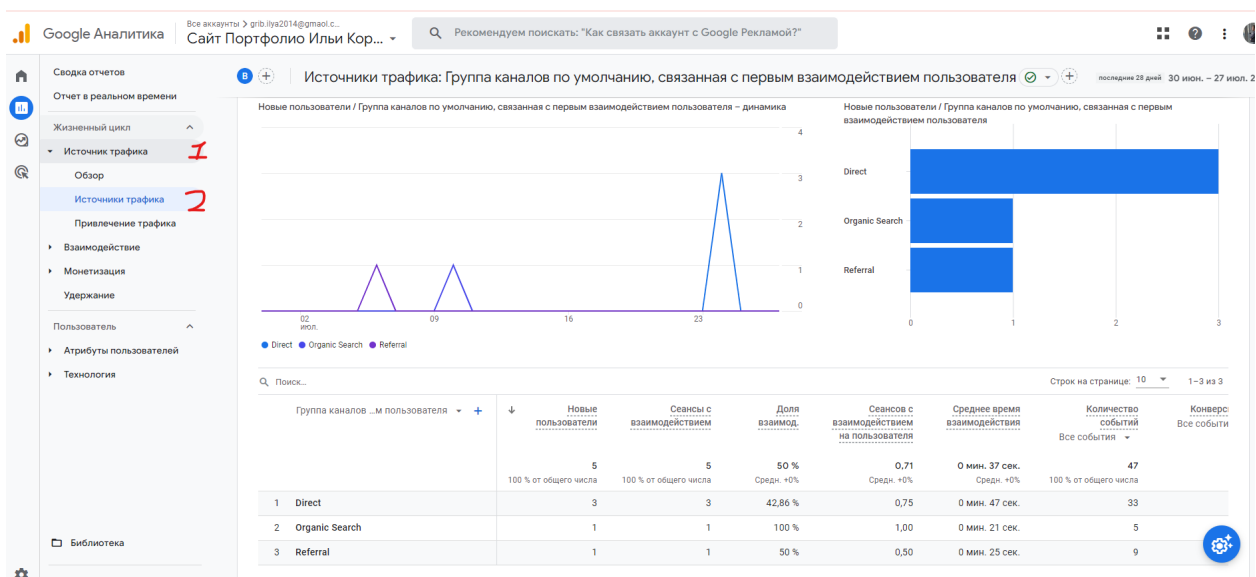 Google Аналитика
Все аккаунты > grib.ilya2014@gmaol.c...
Сайт Портфолио Ильи Кор...
Рекомендуем поискать: "Как связать аккаунт с Google Рекламой?"
Сводка отчетов
Отчет в реальном времени
Жизненный цикл
Источник трафика
1
Обзор
Источники трафика
2
Привлечение трафика
Взаимодействие
Монетизация
Удержание
Пользователь
Атрибуты пользователей
Технология
Библиотека
В
Источники трафика: Группа каналов по умолчанию, связанная с первым взаимодействием пользователя
последние 28 дней 30 июн. – 27 июл. 2
Новые пользователи / Группа каналов по умолчанию, связанная с первым взаимодействием пользователя – динамика
4
3
2
1
0
02
июл.
09
16
23
Direct Organic Search Referral
Новые пользователи / Группа каналов по умолчанию, связанная с первым
взаимодействием пользователя
Direct
Organic Search
Referral
0 1 2 3
Поиск...
Строк на странице: 10 1–3 из 3
Группа каналов ...м пользователя + ↓ Новые Сеансы с Доля Сеансов с Среднее время Количество Конверс
пользователи взаимодействием взаимод. взаимодействием взаимодействия событий Все событи
на пользователя Все события
5 5 50 % 0,71 0 мин. 37 сек. 47
100 % от общего числа 100 % от общего числа Средн. +0% Средн. +0% Средн. +0% 100 % от общего числа
1 Direct 3 3 42,86 % 0,75 0 мин. 47 сек. 33
2 Organic Search 1 1 100 % 1,00 0 мин. 21 сек. 5
3 Referral 1 1 50 % 0,50 0 мин. 25 сек. 9